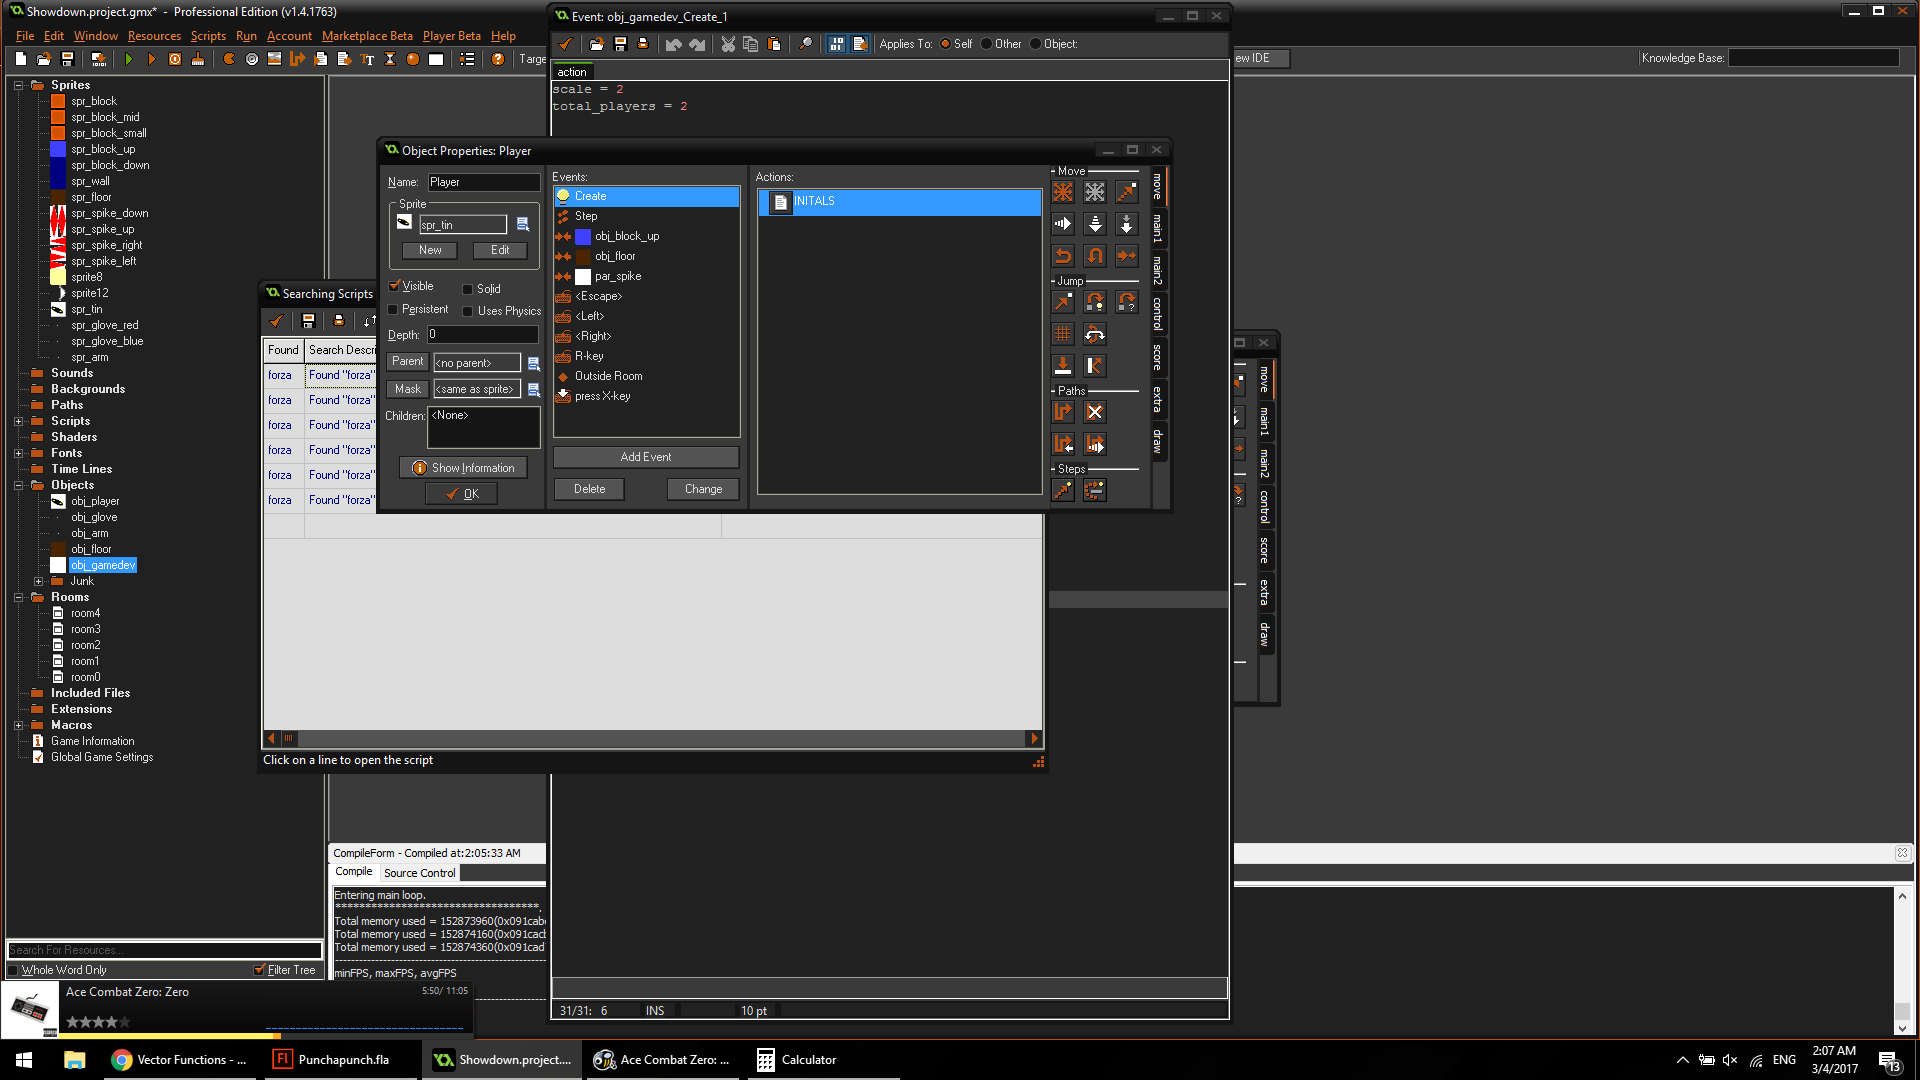 Showdown.project.gmx*  -  Professional Edition (v1.4.1763)
File Edit Window Resources Scripts Run Account Marketplace Beta Player Beta Help
Targe
ew IDE
Knowledge Base:
Sprites
spr_block
spr_block_mid
spr_block_small
spr_block_up
spr_block_down
spr_wall
spr_floor
spr_spike_down
spr_spike_up
spr_spike_right
spr_spike_left
sprite8
sprite12
spr_tin
spr_glove_red
spr_glove_blue
spr_arm
Sounds
Backgrounds
Paths
Scripts
Shaders
Fonts
Time Lines
Objects
obj_player
obj_glove
obj_arm
obj_floor
obj_gamedev
Junk
Rooms
room4
room3
room2
room1
room0
Included Files
Extensions
Macros
Game Information
Global Game Settings
Search For Resources...
Whole Word Only
Filter Tree
Event: obj_gamedev_Create_1
Applies To: Self Other Object:
action
scale = 2
total_players = 2
31/31: 6 INS 10 pt
Object Properties: Player
Name: Player
Sprite
spr_tin
New Edit
Visible Solid
Persistent Uses Physics
Depth: 0
Parent <no parent>
Mask <same as sprite>
Children: <None>
Show Information
OK
Events:
Create
Step
obj_block_up
obj_floor
par_spike
<Escape>
<Left>
<Right>
R-key
Outside Room
press X-key
Add Event
Delete Change
Actions:
INITALS
Move
Jump
Paths
Steps
move
main1
main2
control
score
extra
draw
move
main1
main2
control
score
extra
draw
Searching Scripts
Found Search Descri
forza Found "forza"
forza Found "forza"
forza Found "forza"
forza Found "forza"
forza Found "forza"
forza Found "forza"
Click on a line to open the script
CompileForm - Compiled at:2:05:33 AM
Compile Source Control
Entering main loop.
Total memory used = 152873960(0x091cab
Total memory used = 152874160(0x091cac
Total memory used = 152874360(0x091cad
minFPS, maxFPS, avgFPS
Ace Combat Zero: Zero
5:50/ 11:05
Vector Functions - ...
Punchapunch.fla
Showdown.project....
Ace Combat Zero: ...
Calculator
ENG
2:07 AM
3/4/2017
13